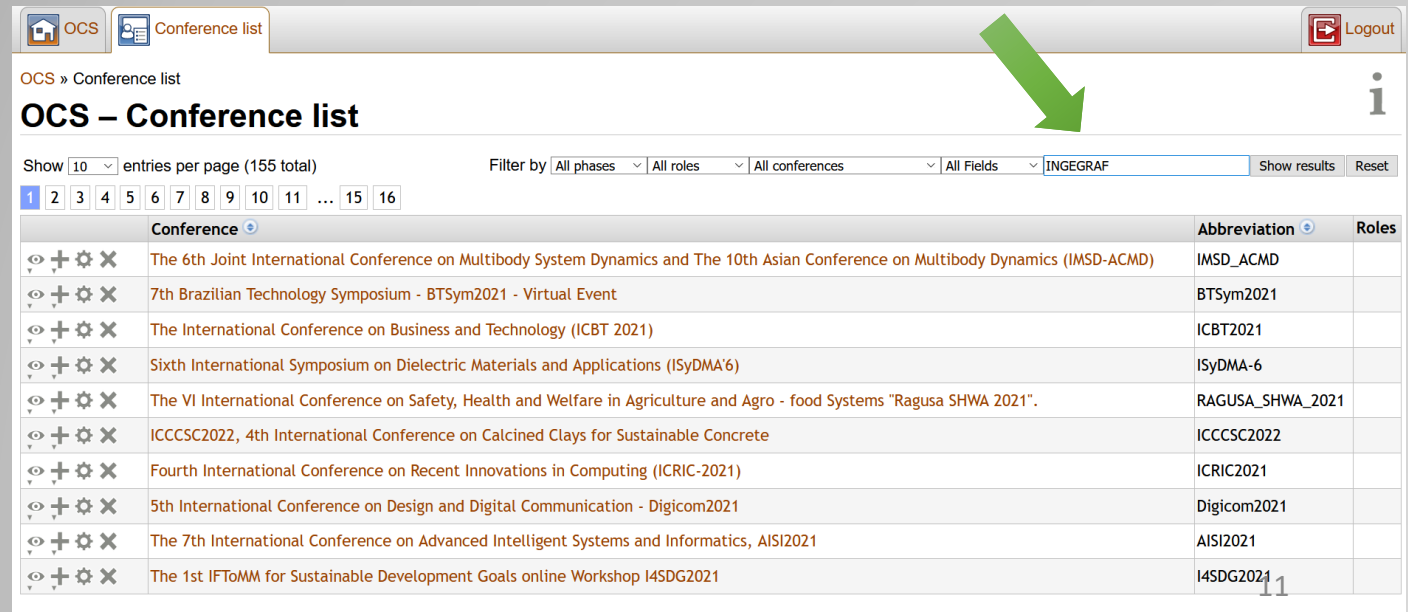 OCS Conference list Logout
OCS » Conference list
i
OCS – Conference list
Show 10 entries per page (155 total) Filter by All phases All roles All conferences All Fields INGEGRAF Show results Reset
1 2 3 4 5 6 7 8 9 10 11 ... 15 16
Conference Abbreviation Roles
The 6th Joint International Conference on Multibody System Dynamics and The 10th Asian Conference on Multibody Dynamics (IMSD-ACMD) IMSD_ACMD
7th Brazilian Technology Symposium - BTSym2021 - Virtual Event BTSym2021
The International Conference on Business and Technology (ICBT 2021) ICBT2021
Sixth International Symposium on Dielectric Materials and Applications (ISyDMA'6) ISyDMA-6
The VI International Conference on Safety, Health and Welfare in Agriculture and Agro - food Systems "Ragusa SHWA 2021". RAGUSA_SHWA_2021
ICCCSC2022, 4th International Conference on Calcined Clays for Sustainable Concrete ICCCSC2022
Fourth International Conference on Recent Innovations in Computing (ICRIC-2021) ICRIC2021
5th International Conference on Design and Digital Communication - Digicom2021 Digicom2021
The 7th International Conference on Advanced Intelligent Systems and Informatics, AISI2021 AISI2021
The 1st IFToMM for Sustainable Development Goals online Workshop I4SDG2021 I4SDG2021
11